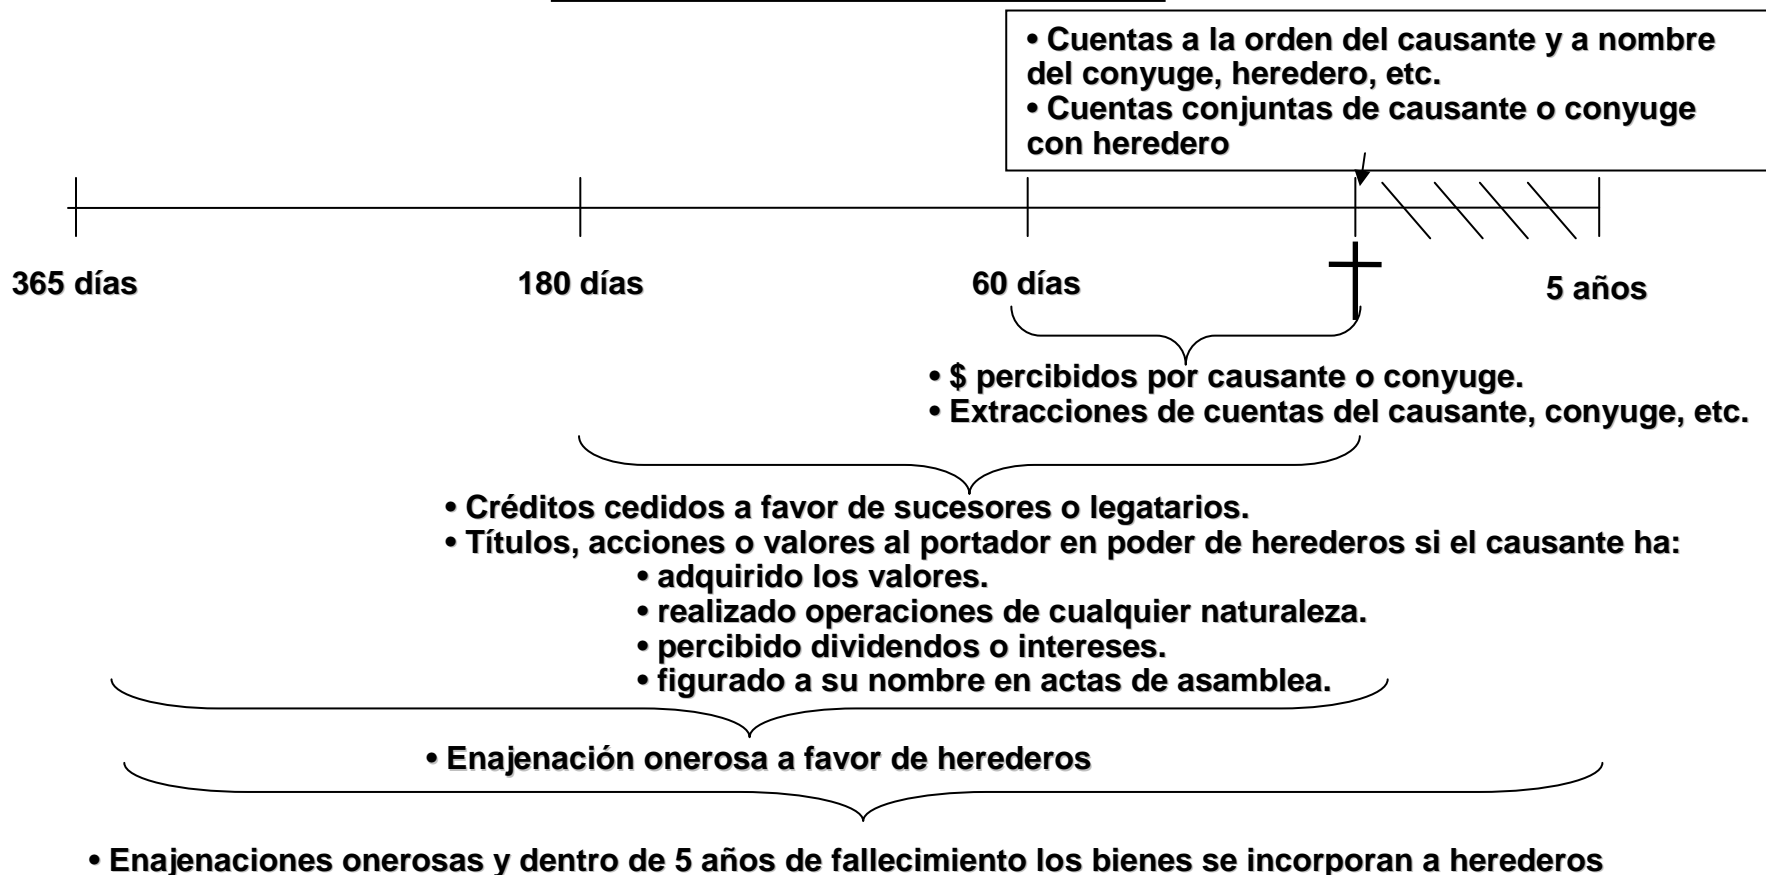 • Cuentas a la orden del causante y a nombre
del conyuge, heredero, etc.
• Cuentas conjuntas de causante o conyuge
con heredero
365 días
180 días
60 días
5 años
• $ percibidos por causante o conyuge.
• Extracciones de cuentas del causante, conyuge, etc.
• Créditos cedidos a favor de sucesores o legatarios.
• Títulos, acciones o valores al portador en poder de herederos si el causante ha:
• adquirido los valores.
• realizado operaciones de cualquier naturaleza.
• percibido dividendos o intereses.
• figurado a su nombre en actas de asamblea.
• Enajenación onerosa a favor de herederos
• Enajenaciones onerosas y dentro de 5 años de fallecimiento los bienes se incorporan a herederos